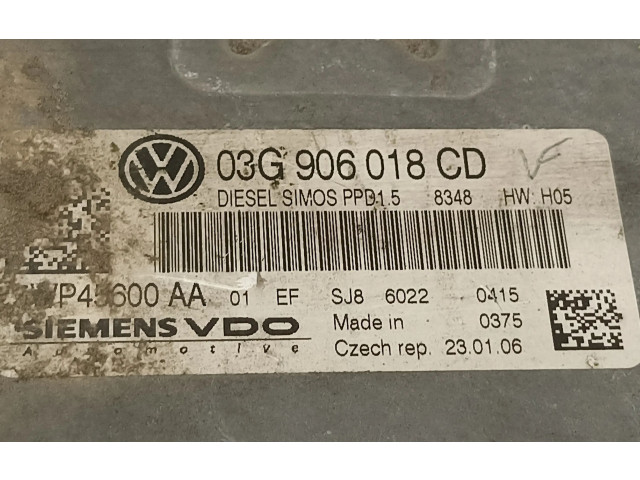 03G 906 018 CD
DIESEL SIMOS PPD1.5 8348 HW: H05
AA 01 EF SJ8 6022 0415
SIEMENS VDO Made in 0375
Automotive Czech rep. 23.01.06